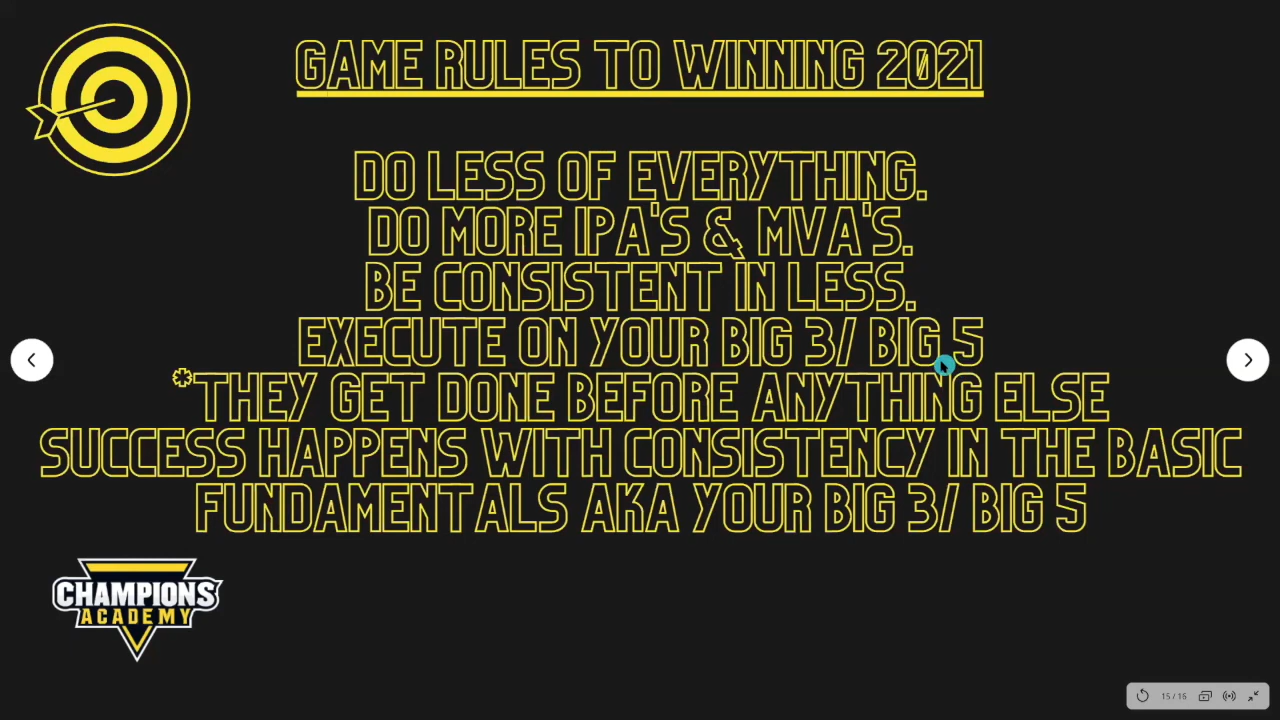 GAME RULES TO WINNING 2021
DO LESS OF EVERYTHING.
DO MORE IPA'S & MVA'S.
BE CONSISTENT IN LESS.
EXECUTE ON YOUR BIG 3/ BIG 5
*THEY GET DONE BEFORE ANYTHING ELSE
SUCCESS HAPPENS WITH CONSISTENCY IN THE BASIC
FUNDAMENTALS AKA YOUR BIG 3/ BIG 5
CHAMPIONS
ACADEMY
15 / 16